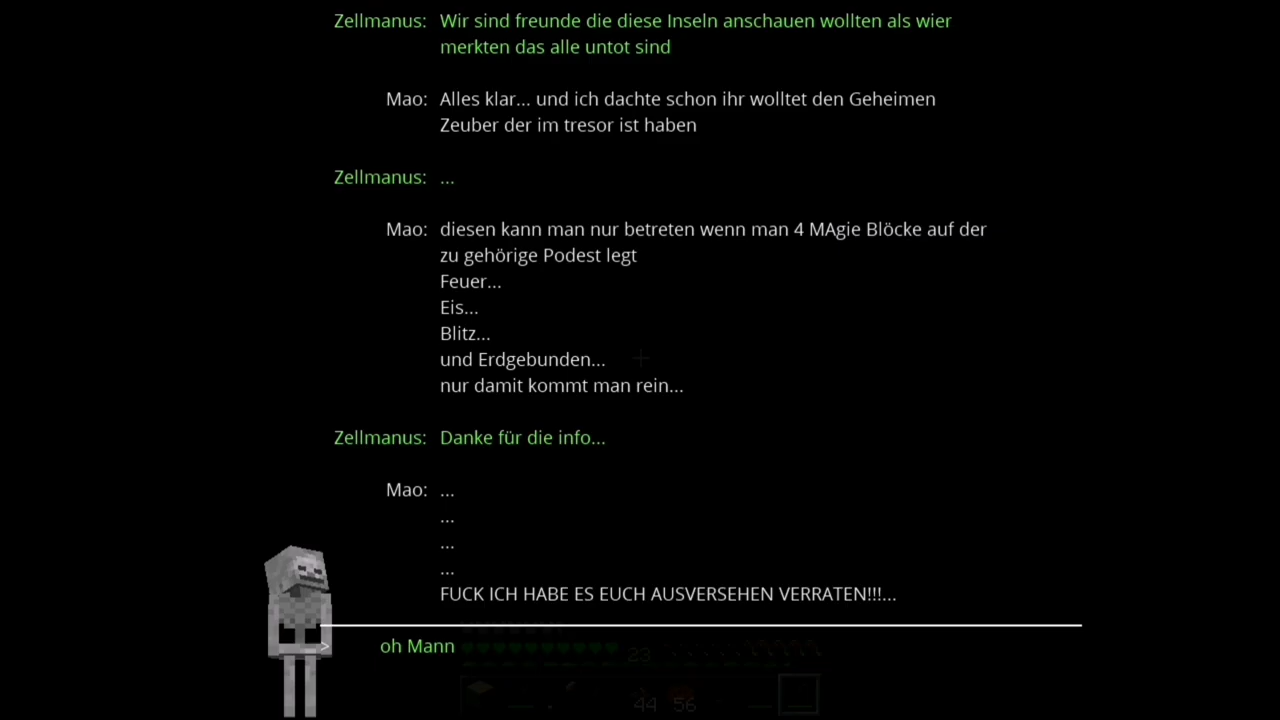 Zellmanus: Wir sind freunde die diese Inseln anschauen wollten als wier
merkten das alle untot sind
Mao: Alles klar... und ich dachte schon ihr wolltet den Geheimen
Zeuber der im tresor ist haben
Zellmanus: ...
Mao: diesen kann man nur betreten wenn man 4 MAgie Blöcke auf der
zu gehörige Podest legt
Feuer...
Eis...
Blitz...
und Erdgebunden...
nur damit kommt man rein...
Zellmanus: Danke für die info...
Mao: ...
...
...
...
FUCK ICH HABE ES EUCH AUSVERSEHEN VERRATEN!!!...
> oh Mann
23
44 56